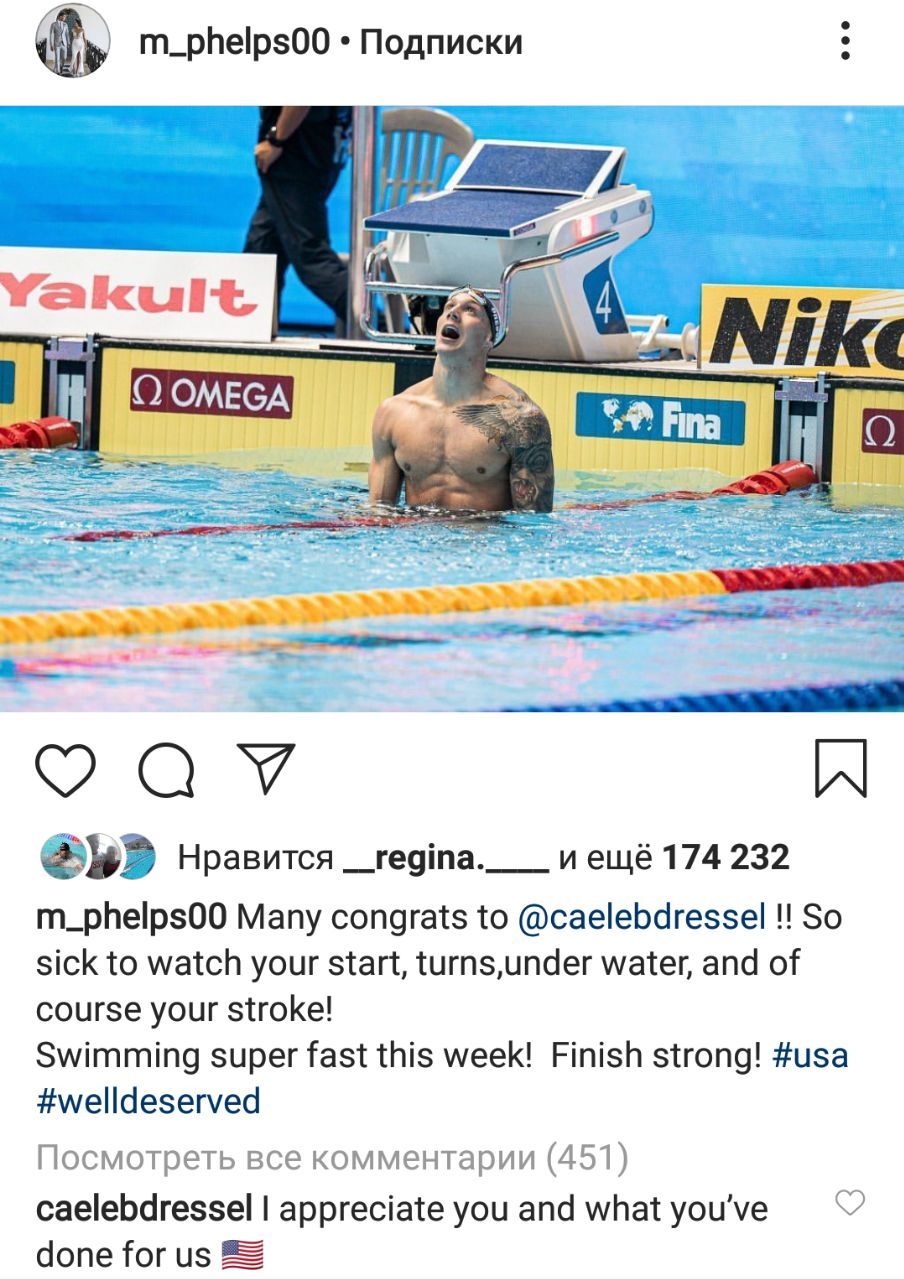 m_phelps00 • Подписки
Yakult
4
Niko
Ω OMEGA
Fina
Ω
Нравится __regina.____ и ещё 174 232
m_phelps00 Many congrats to @caelebdressel !! So
sick to watch your start, turns,under water, and of
course your stroke!
Swimming super fast this week!  Finish strong! #usa
#welldeserved
Посмотреть все комментарии (451)
caelebdressel I appreciate you and what you’ve
done for us 🇺🇸